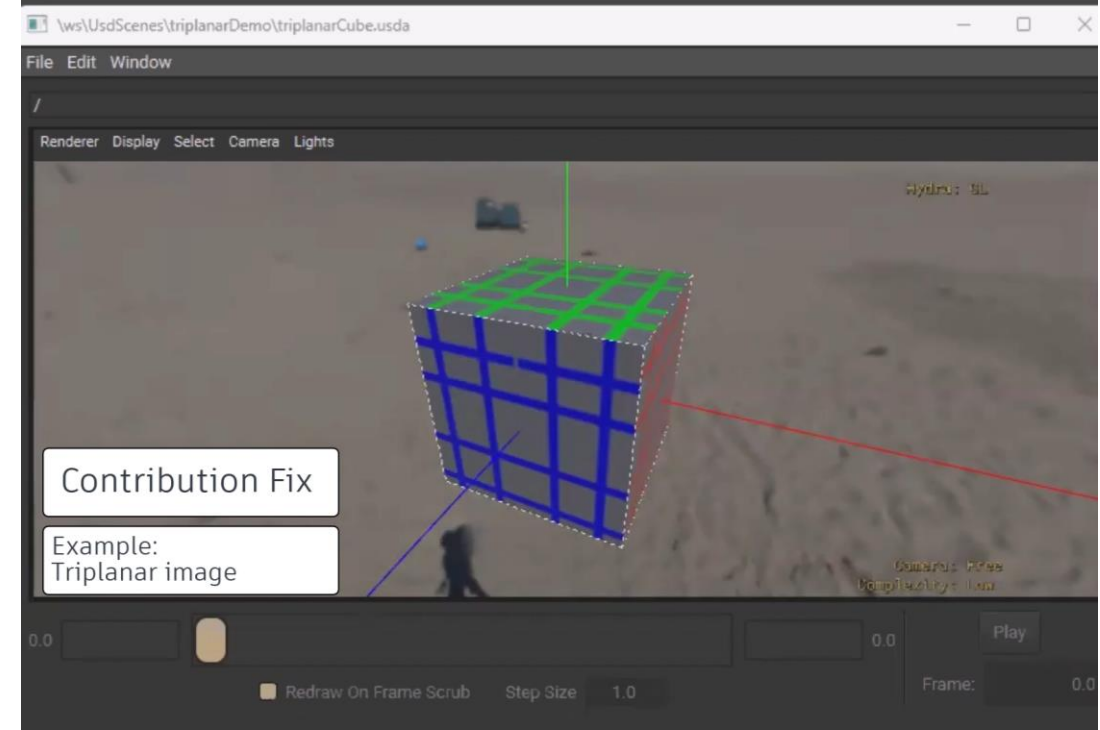 \ws\UsdScenes\triplanarDemo\triplanarCube.usda
File Edit Window
/
Renderer Display Select Camera Lights
Hydra: GL
Contribution Fix
Example:
Triplanar image
Camera: Free
Complexity: Low
0.0 0.0 Play
Redraw On Frame Scrub Step Size 1.0 Frame: 0.0